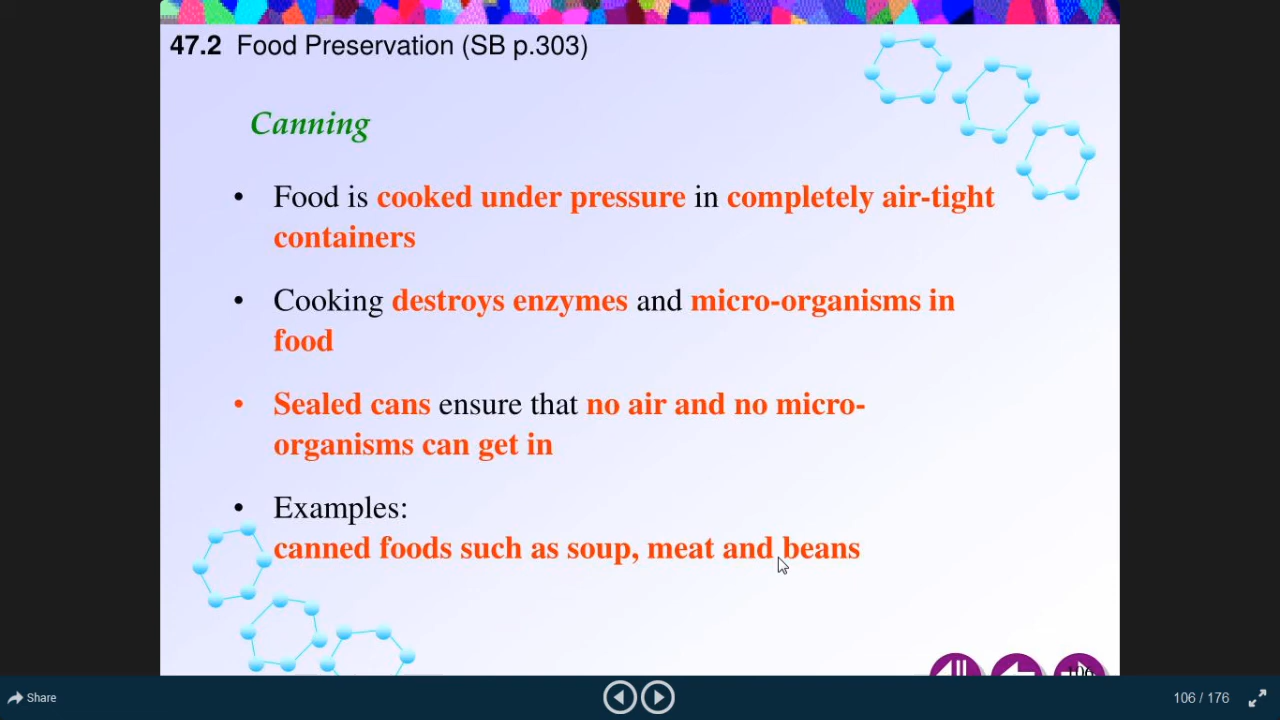 47.2 Food Preservation (SB p.303)
Canning
• Food is cooked under pressure in completely air-tight
containers
• Cooking destroys enzymes and micro-organisms in
food
• Sealed cans ensure that no air and no micro-
organisms can get in
• Examples:
canned foods such as soup, meat and beans
106
Share
106 / 176